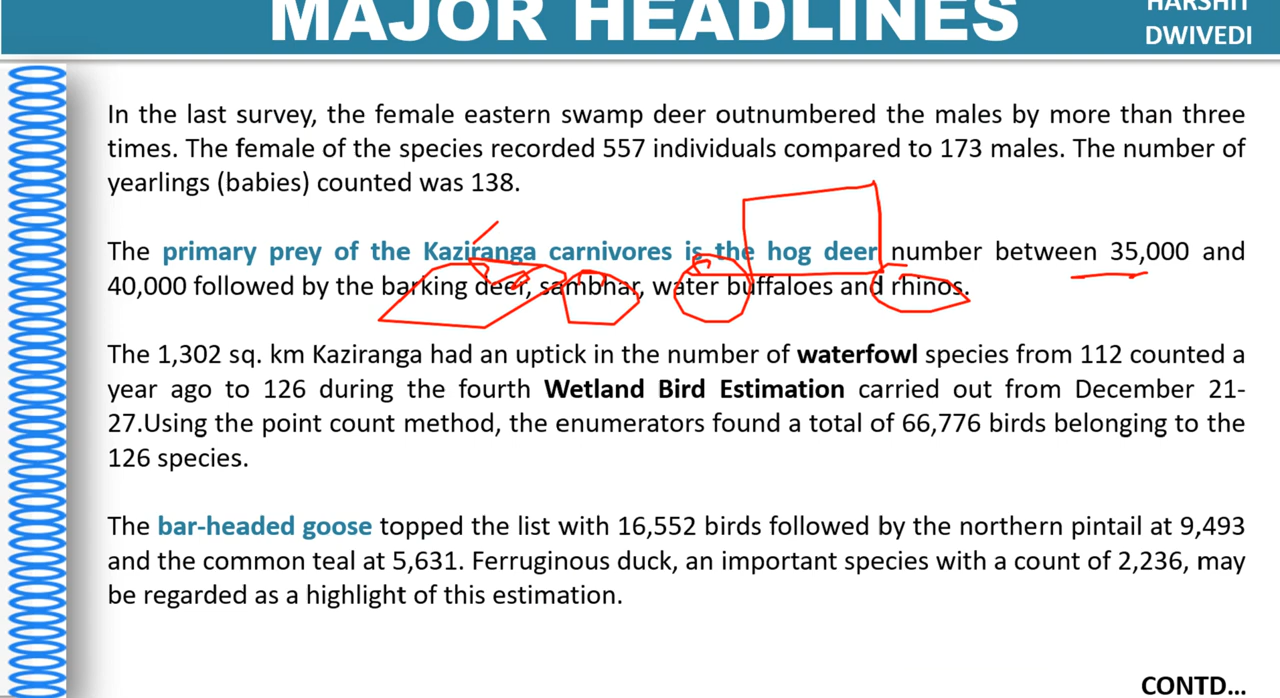 MAJOR HEADLINES
HARSHIT
DWIVEDI
In the last survey, the female eastern swamp deer outnumbered the males by more than three
times. The female of the species recorded 557 individuals compared to 173 males. The number of
yearlings (babies) counted was 138.
The primary prey of the Kaziranga carnivores is the hog deer number between 35,000 and
40,000 followed by the barking deer, sambhar, water buffaloes and rhinos.
The 1,302 sq. km Kaziranga had an uptick in the number of waterfowl species from 112 counted a
year ago to 126 during the fourth Wetland Bird Estimation carried out from December 21-
27.Using the point count method, the enumerators found a total of 66,776 birds belonging to the
126 species.
The bar-headed goose topped the list with 16,552 birds followed by the northern pintail at 9,493
and the common teal at 5,631. Ferruginous duck, an important species with a count of 2,236, may
be regarded as a highlight of this estimation.
CONTD...